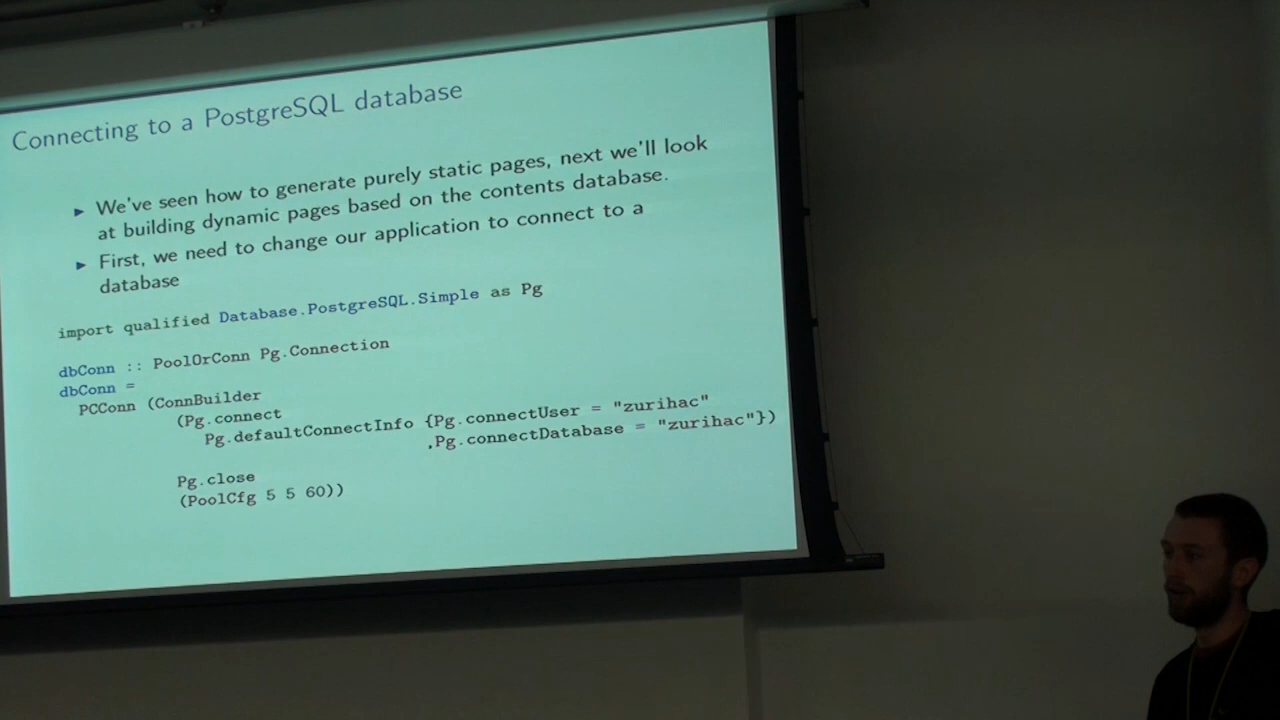 Connecting to a PostgreSQL database
► We've seen how to generate purely static pages, next we'll look
at building dynamic pages based on the contents database.
► First, we need to change our application to connect to a
database
import qualified Database.PostgreSQL.Simple as Pg
dbConn :: PoolOrConn Pg.Connection
dbConn =
PCConn (ConnBuilder
(Pg.connect
Pg.defaultConnectInfo {Pg.connectUser = "zurihac"
,Pg.connectDatabase = "zurihac"})
Pg.close
(PoolCfg 5 5 60))